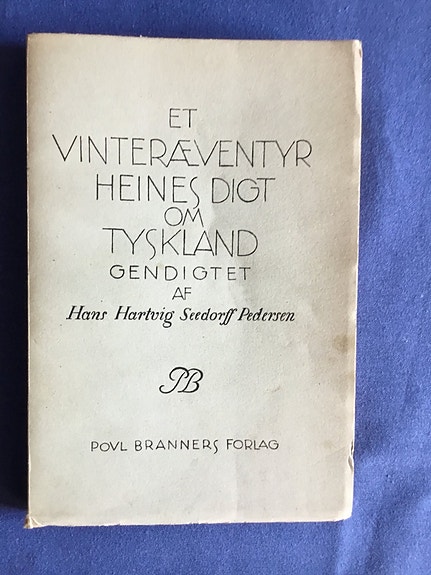 ET
VINTERÆVENTYR
HEINES DIGT
OM
TYSKLAND
GENDIGTET
AF
Hans Hartvig Seedorff Pedersen
PB
POVL BRANNERS FORLAG